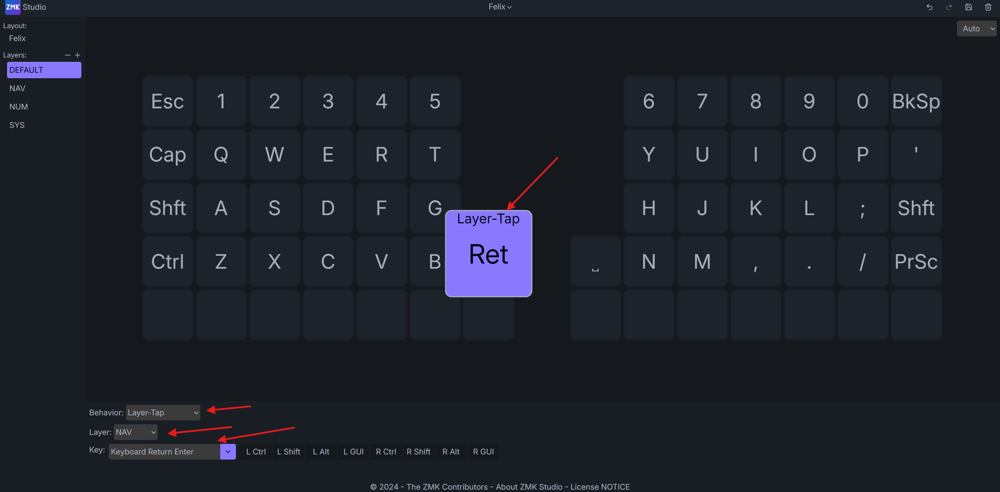 ZMK Studio
Felix
Layout:
Felix
Auto
Layers: − +
DEFAULT
NAV
NUM
SYS
Esc 1 2 3 4 5 6 7 8 9 0 BkSp
Cap Q W E R T Y U I O P '
Shft A S D F G H J K L ; Shft
Layer-Tap
Ret
Ctrl Z X C V B ␣ N M , . / PrSc
Behavior: Layer-Tap
Layer: NAV
Key: Keyboard Return Enter L Ctrl L Shift L Alt L GUI R Ctrl R Shift R Alt R GUI
© 2024 - The ZMK Contributors - About ZMK Studio - License NOTICE